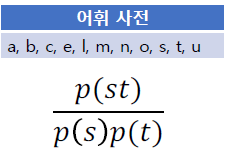 어휘 사전
a, b, c, e, l, m, n, o, s, t, u
p(st)
p(s)p(t)